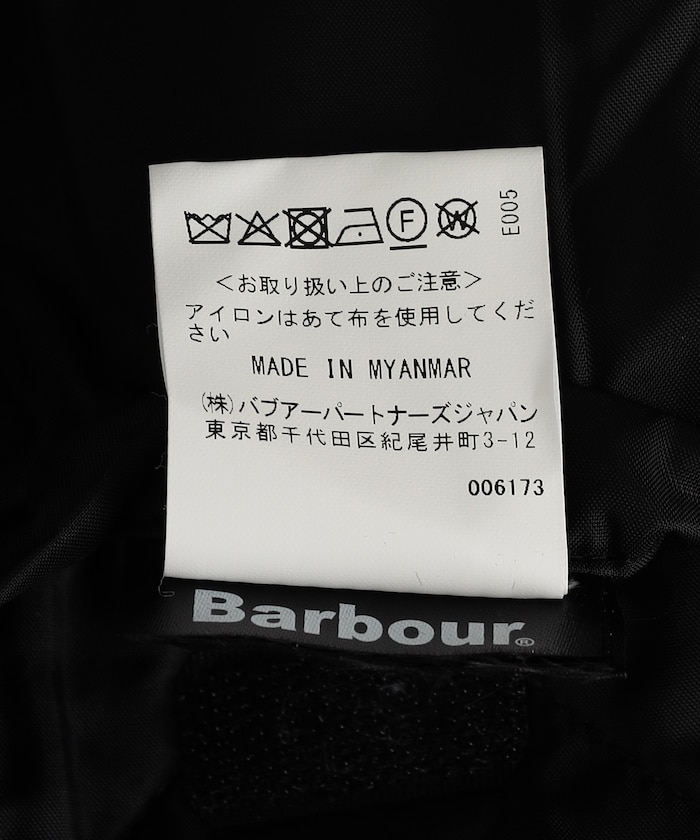 F
W
E005
<お取り扱い上のご注意>
アイロンはあて布を使用してくだ
さい
MADE IN MYANMAR
(株)バブアーパートナーズジャパン
東京都千代田区紀尾井町3-12
006173
Barbour®